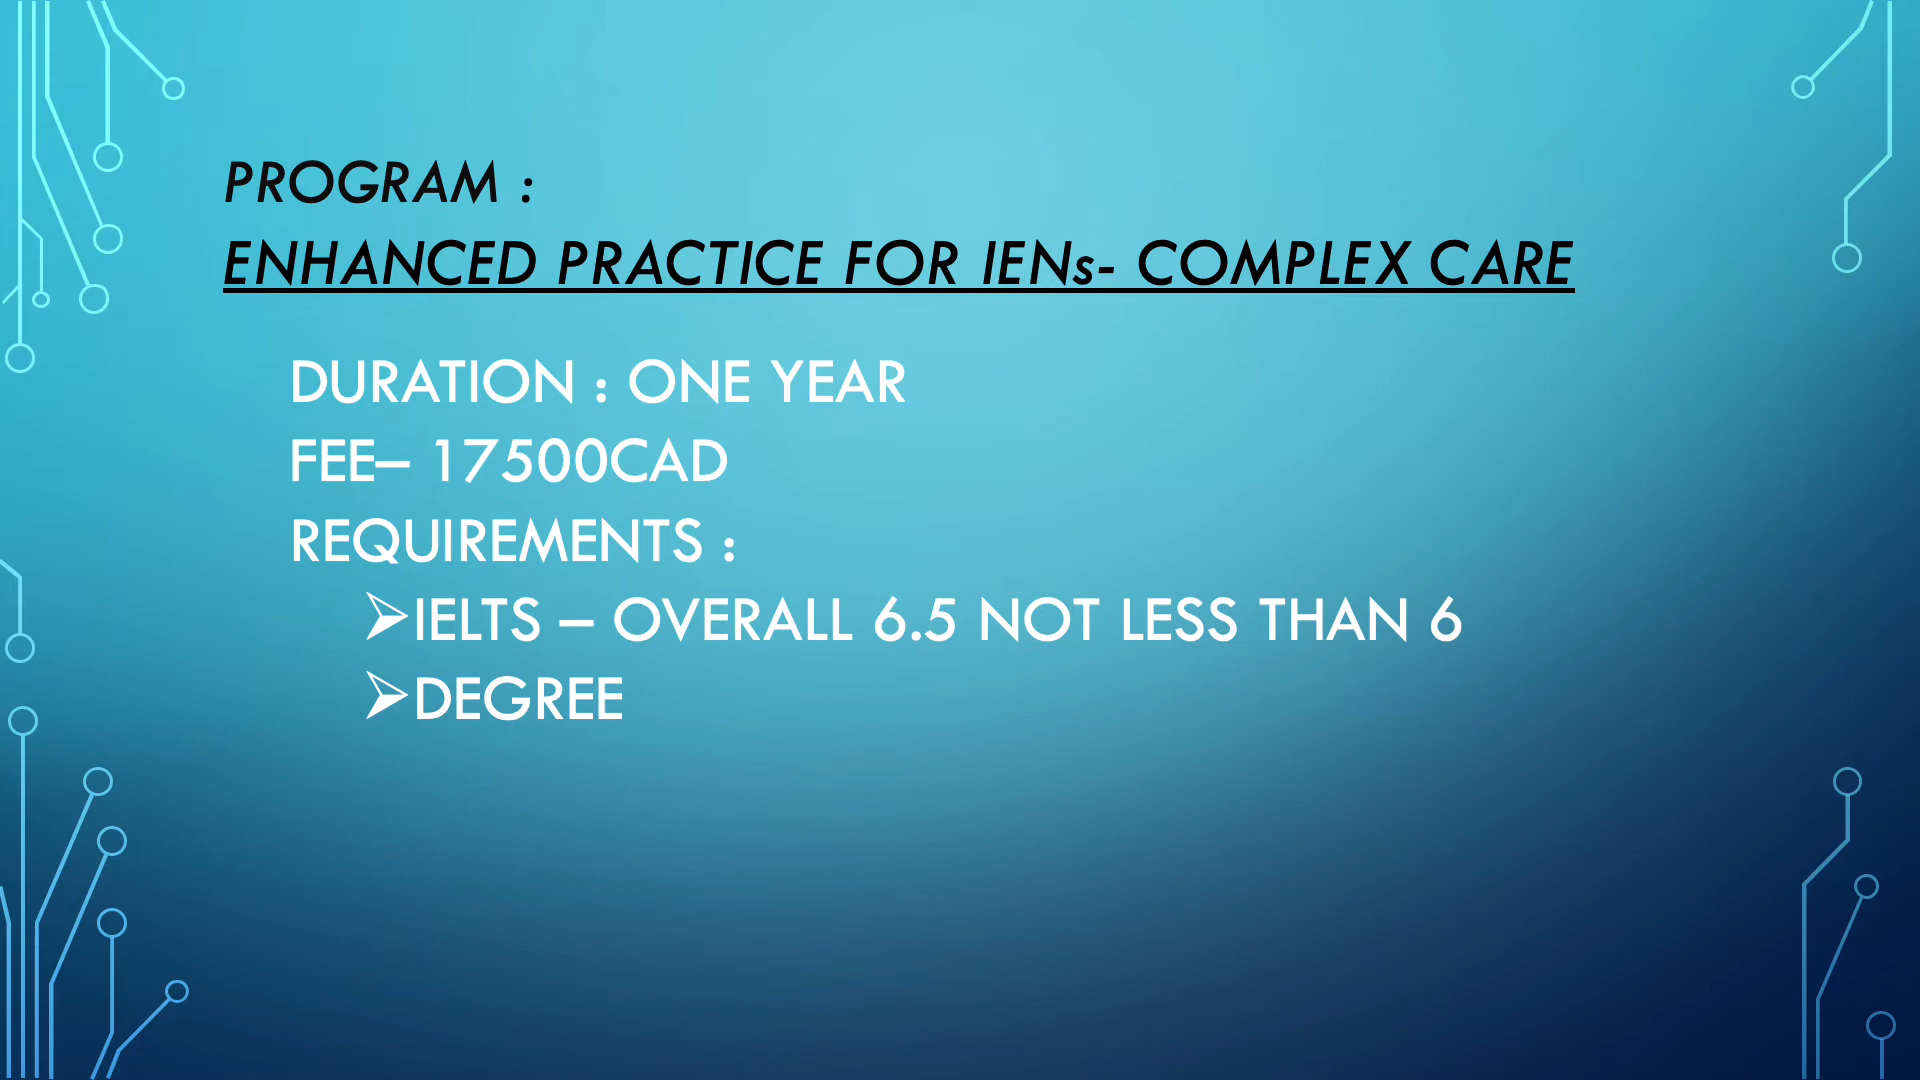 PROGRAM :
ENHANCED PRACTICE FOR IENs- COMPLEX CARE
DURATION : ONE YEAR
FEE– 17500CAD
REQUIREMENTS :
➢IELTS – OVERALL 6.5 NOT LESS THAN 6
➢DEGREE